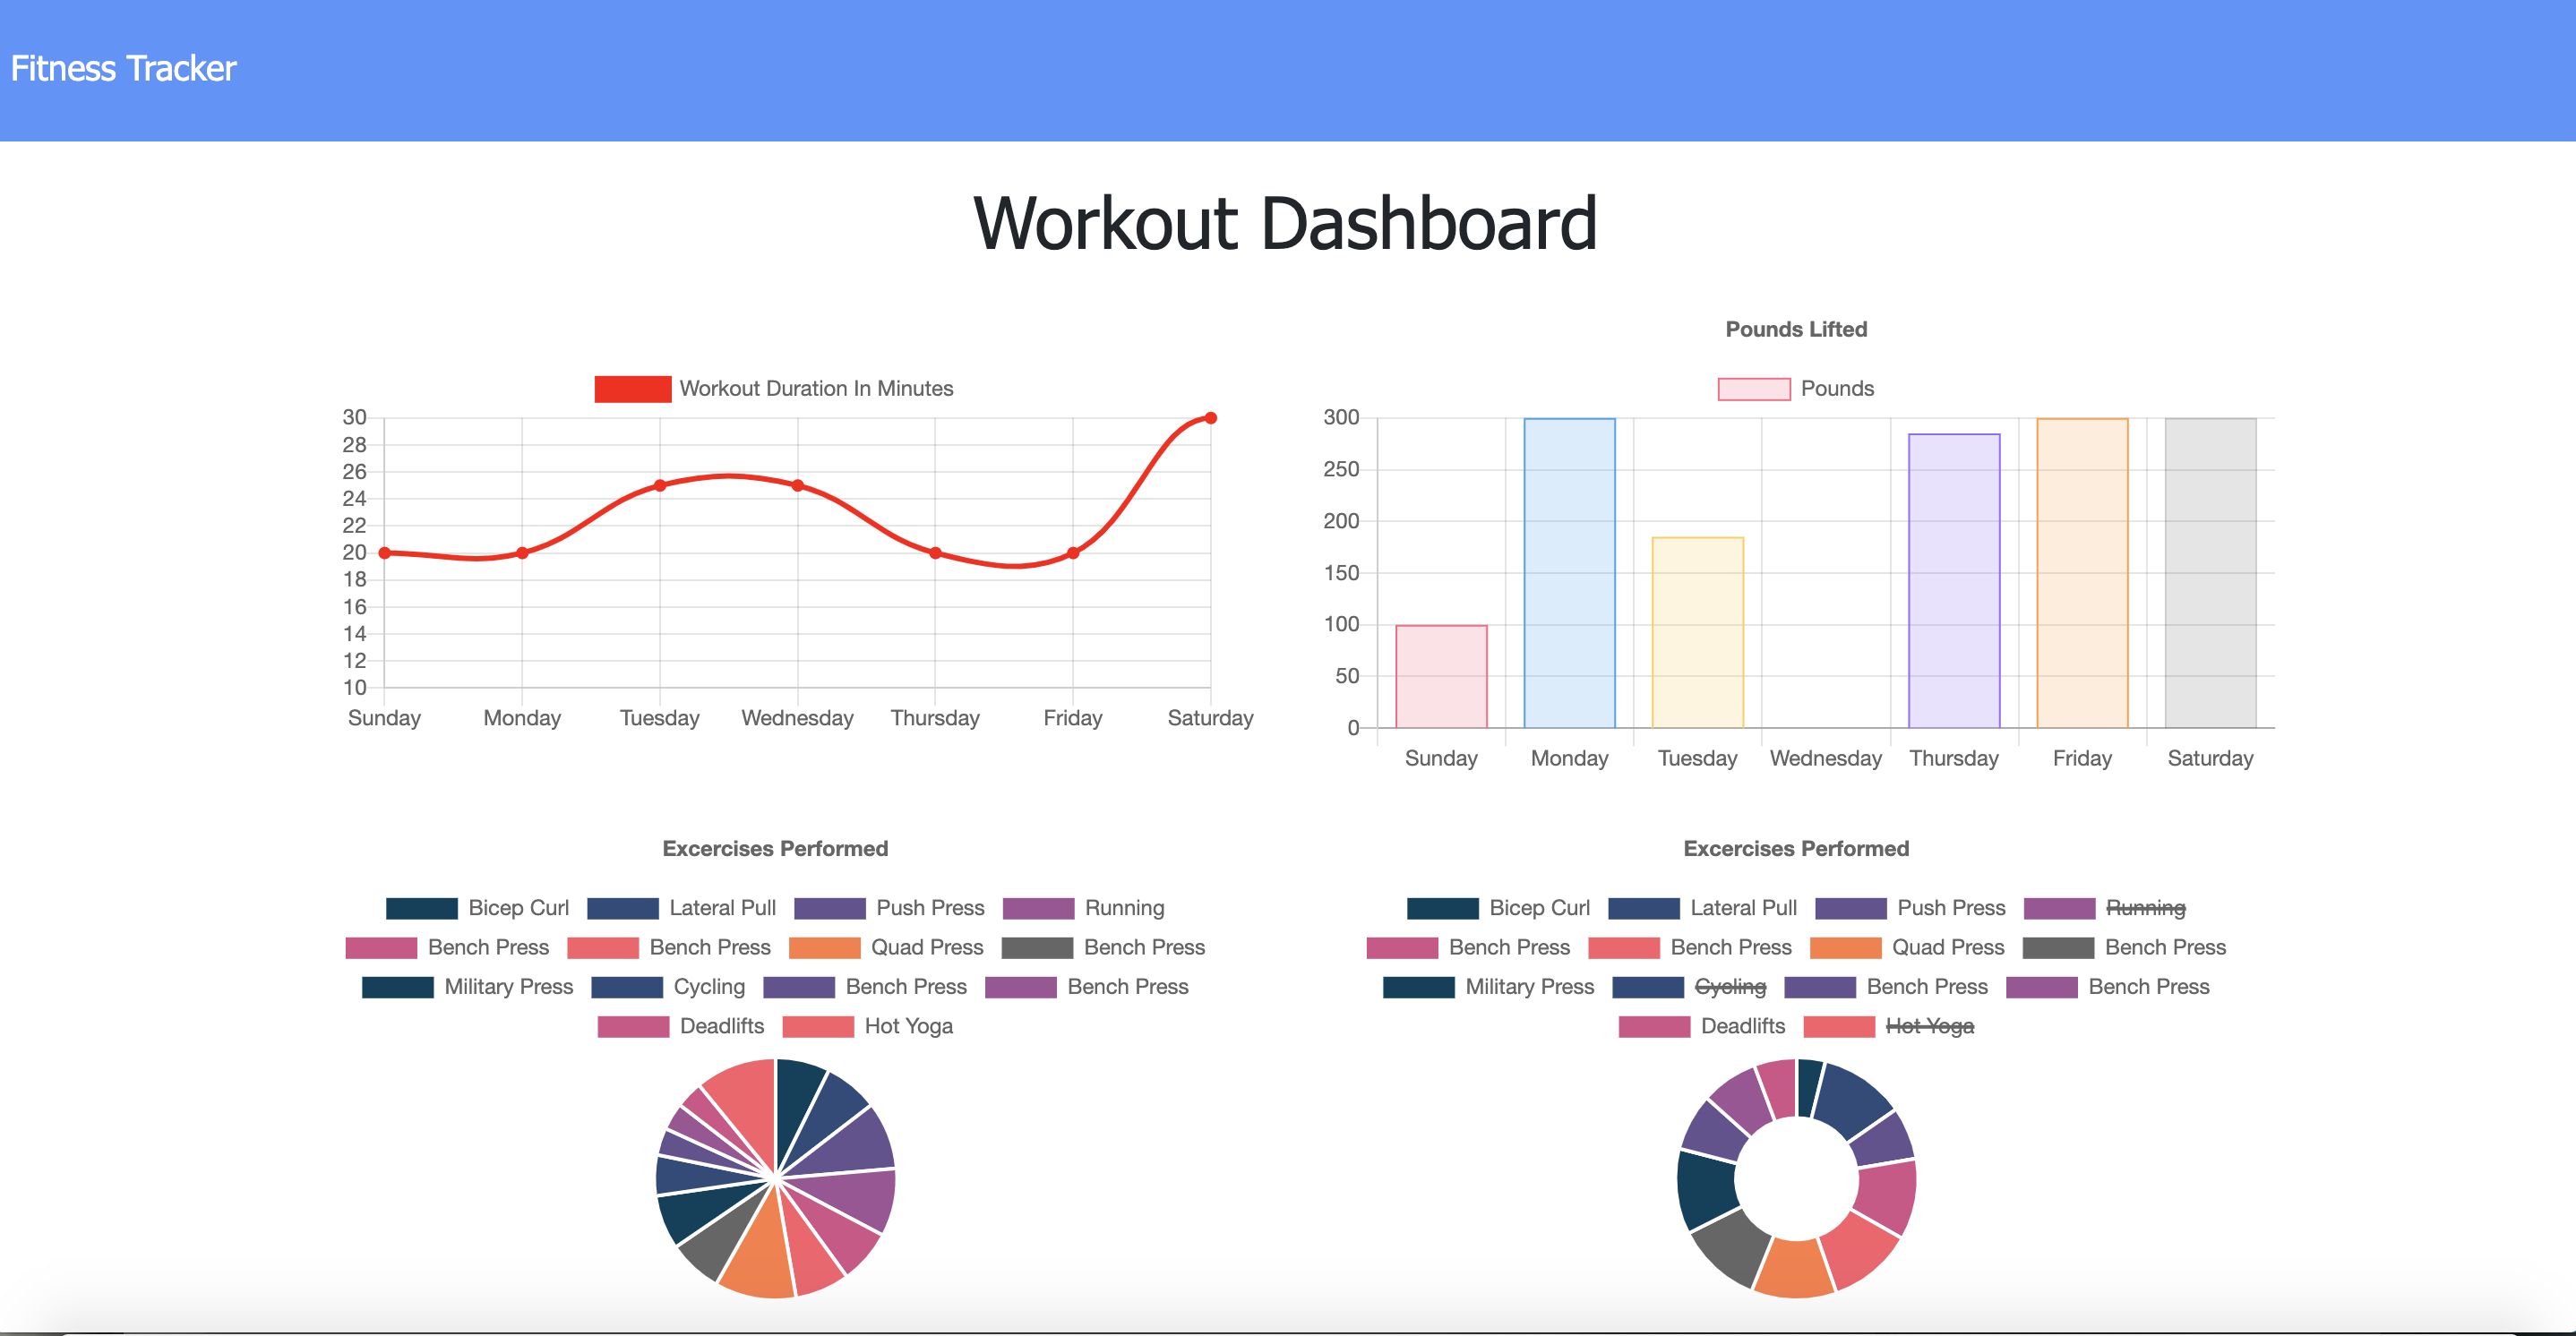 Fitness Tracker
Workout Dashboard
Workout Duration In Minutes
30
28
26
24
22
20
18
16
14
12
10
Sunday Monday Tuesday Wednesday Thursday Friday Saturday
Pounds Lifted
Pounds
300
250
200
150
100
50
0
Sunday Monday Tuesday Wednesday Thursday Friday Saturday
Excercises Performed
Bicep Curl Lateral Pull Push Press Running
Bench Press Bench Press Quad Press Bench Press
Military Press Cycling Bench Press Bench Press
Deadlifts Hot Yoga
Excercises Performed
Bicep Curl Lateral Pull Push Press Running
Bench Press Bench Press Quad Press Bench Press
Military Press Cycling Bench Press Bench Press
Deadlifts Hot Yoga